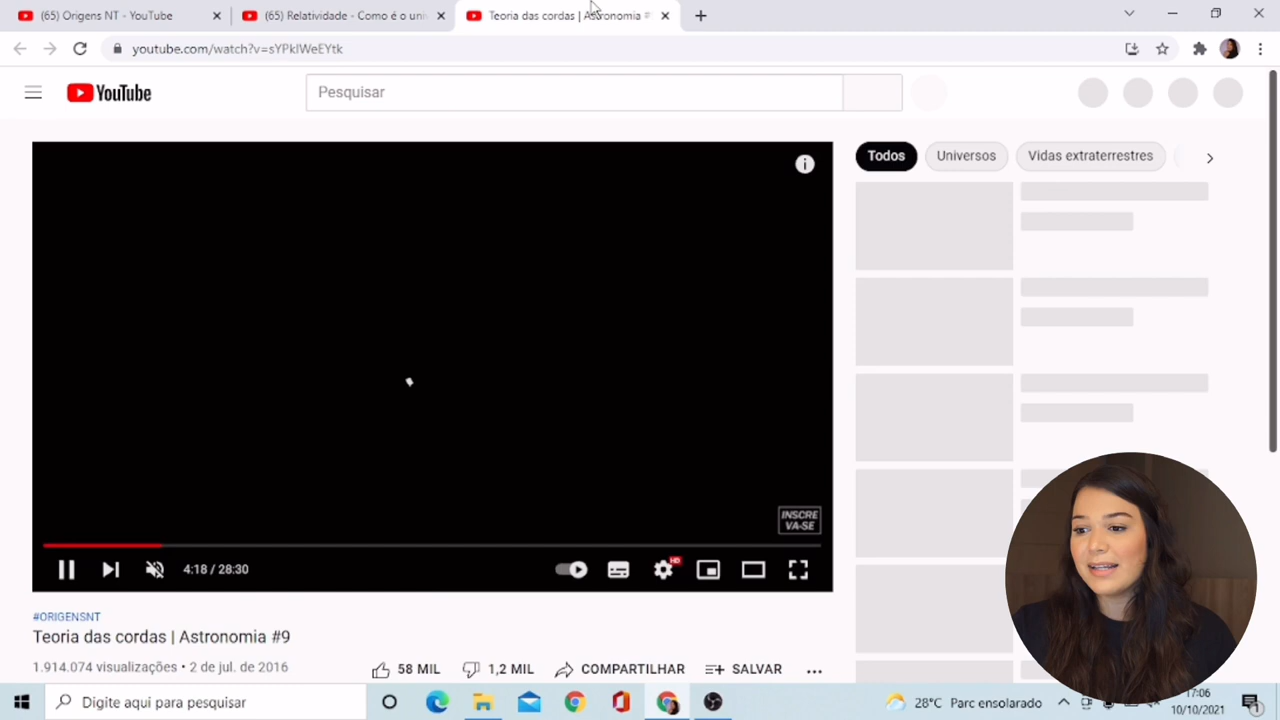 (65) Origens NT - YouTube
(65) Relatividade - Como é o uni
Teoria das cordas | Astronomia #
youtube.com/watch?v=sYPkIWeEYtk
YouTube
Pesquisar
Todos
Universos
Vidas extraterrestres
INSCRE
VA-SE
4:18 / 28:30
HD
#ORIGENSNT
Teoria das cordas | Astronomia #9
1.914.074 visualizações • 2 de jul. de 2016
58 MIL
1,2 MIL
COMPARTILHAR
SALVAR
Digite aqui para pesquisar
28°C Parc ensolarado
17:06
10/10/2021
1